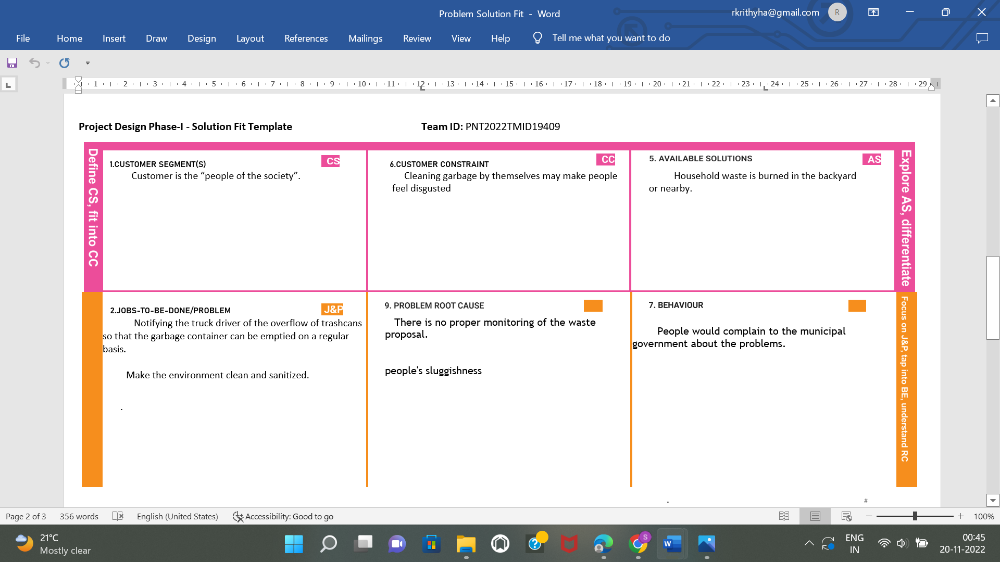 Problem Solution Fit - Word
rkrithyha@gmail.com
R
File Home Insert Draw Design Layout References Mailings Review View Help Tell me what you want to do
1 2 3 4 5 6 7 8 9 10 11 12 13 14 15 16 17 18 19 20 21 22 23 24 25 26 27 28 29
Project Design Phase-I - Solution Fit Template
Team ID: PNT2022TMID19409
Define CS, fit into CC
1.CUSTOMER SEGMENT(S)
CS
Customer is the “people of the society”.
6.CUSTOMER CONSTRAINT
CC
Cleaning garbage by themselves may make people
feel disgusted
5. AVAILABLE SOLUTIONS
AS
Household waste is burned in the backyard
or nearby.
Explore AS, differentiate
2.JOBS-TO-BE-DONE/PROBLEM
J&P
Notifying the truck driver of the overflow of trashcans
so that the garbage container can be emptied on a regular
basis.
Make the environment clean and sanitized.
.
9. PROBLEM ROOT CAUSE
There is no proper monitoring of the waste
proposal.
people's sluggishness
7. BEHAVIOUR
People would complain to the municipal
government about the problems.
Focus on J&P, tap into BE, understand RC
.
#
Page 2 of 3 356 words English (United States) Accessibility: Good to go
100%
21°C
Mostly clear
S
W
ENG
IN
00:45
20-11-2022